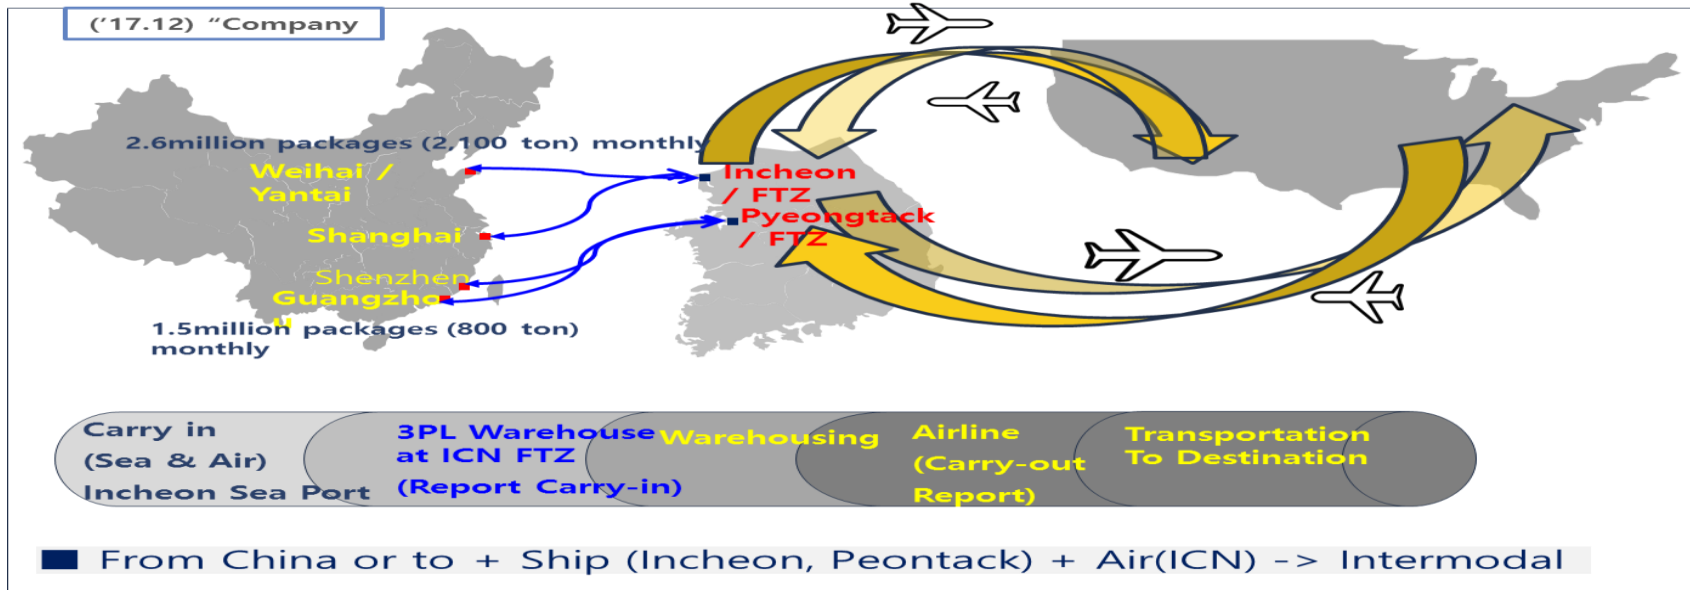 ('17.12) "Company
2.6million packages (2,100 ton) monthly
Weihai /
Yantai
Shanghai
Shenzhen
Guangzho
u
1.5million packages (800 ton)
monthly
Incheon
/ FTZ
Pyeongtack
/ FTZ
Carry in
(Sea & Air)
Incheon Sea Port
3PL Warehouse
at ICN FTZ
(Report Carry-in)
Warehousing
Airline
(Carry-out
Report)
Transportation
To Destination
From China or to + Ship (Incheon, Peontack) + Air(ICN) -> Intermodal